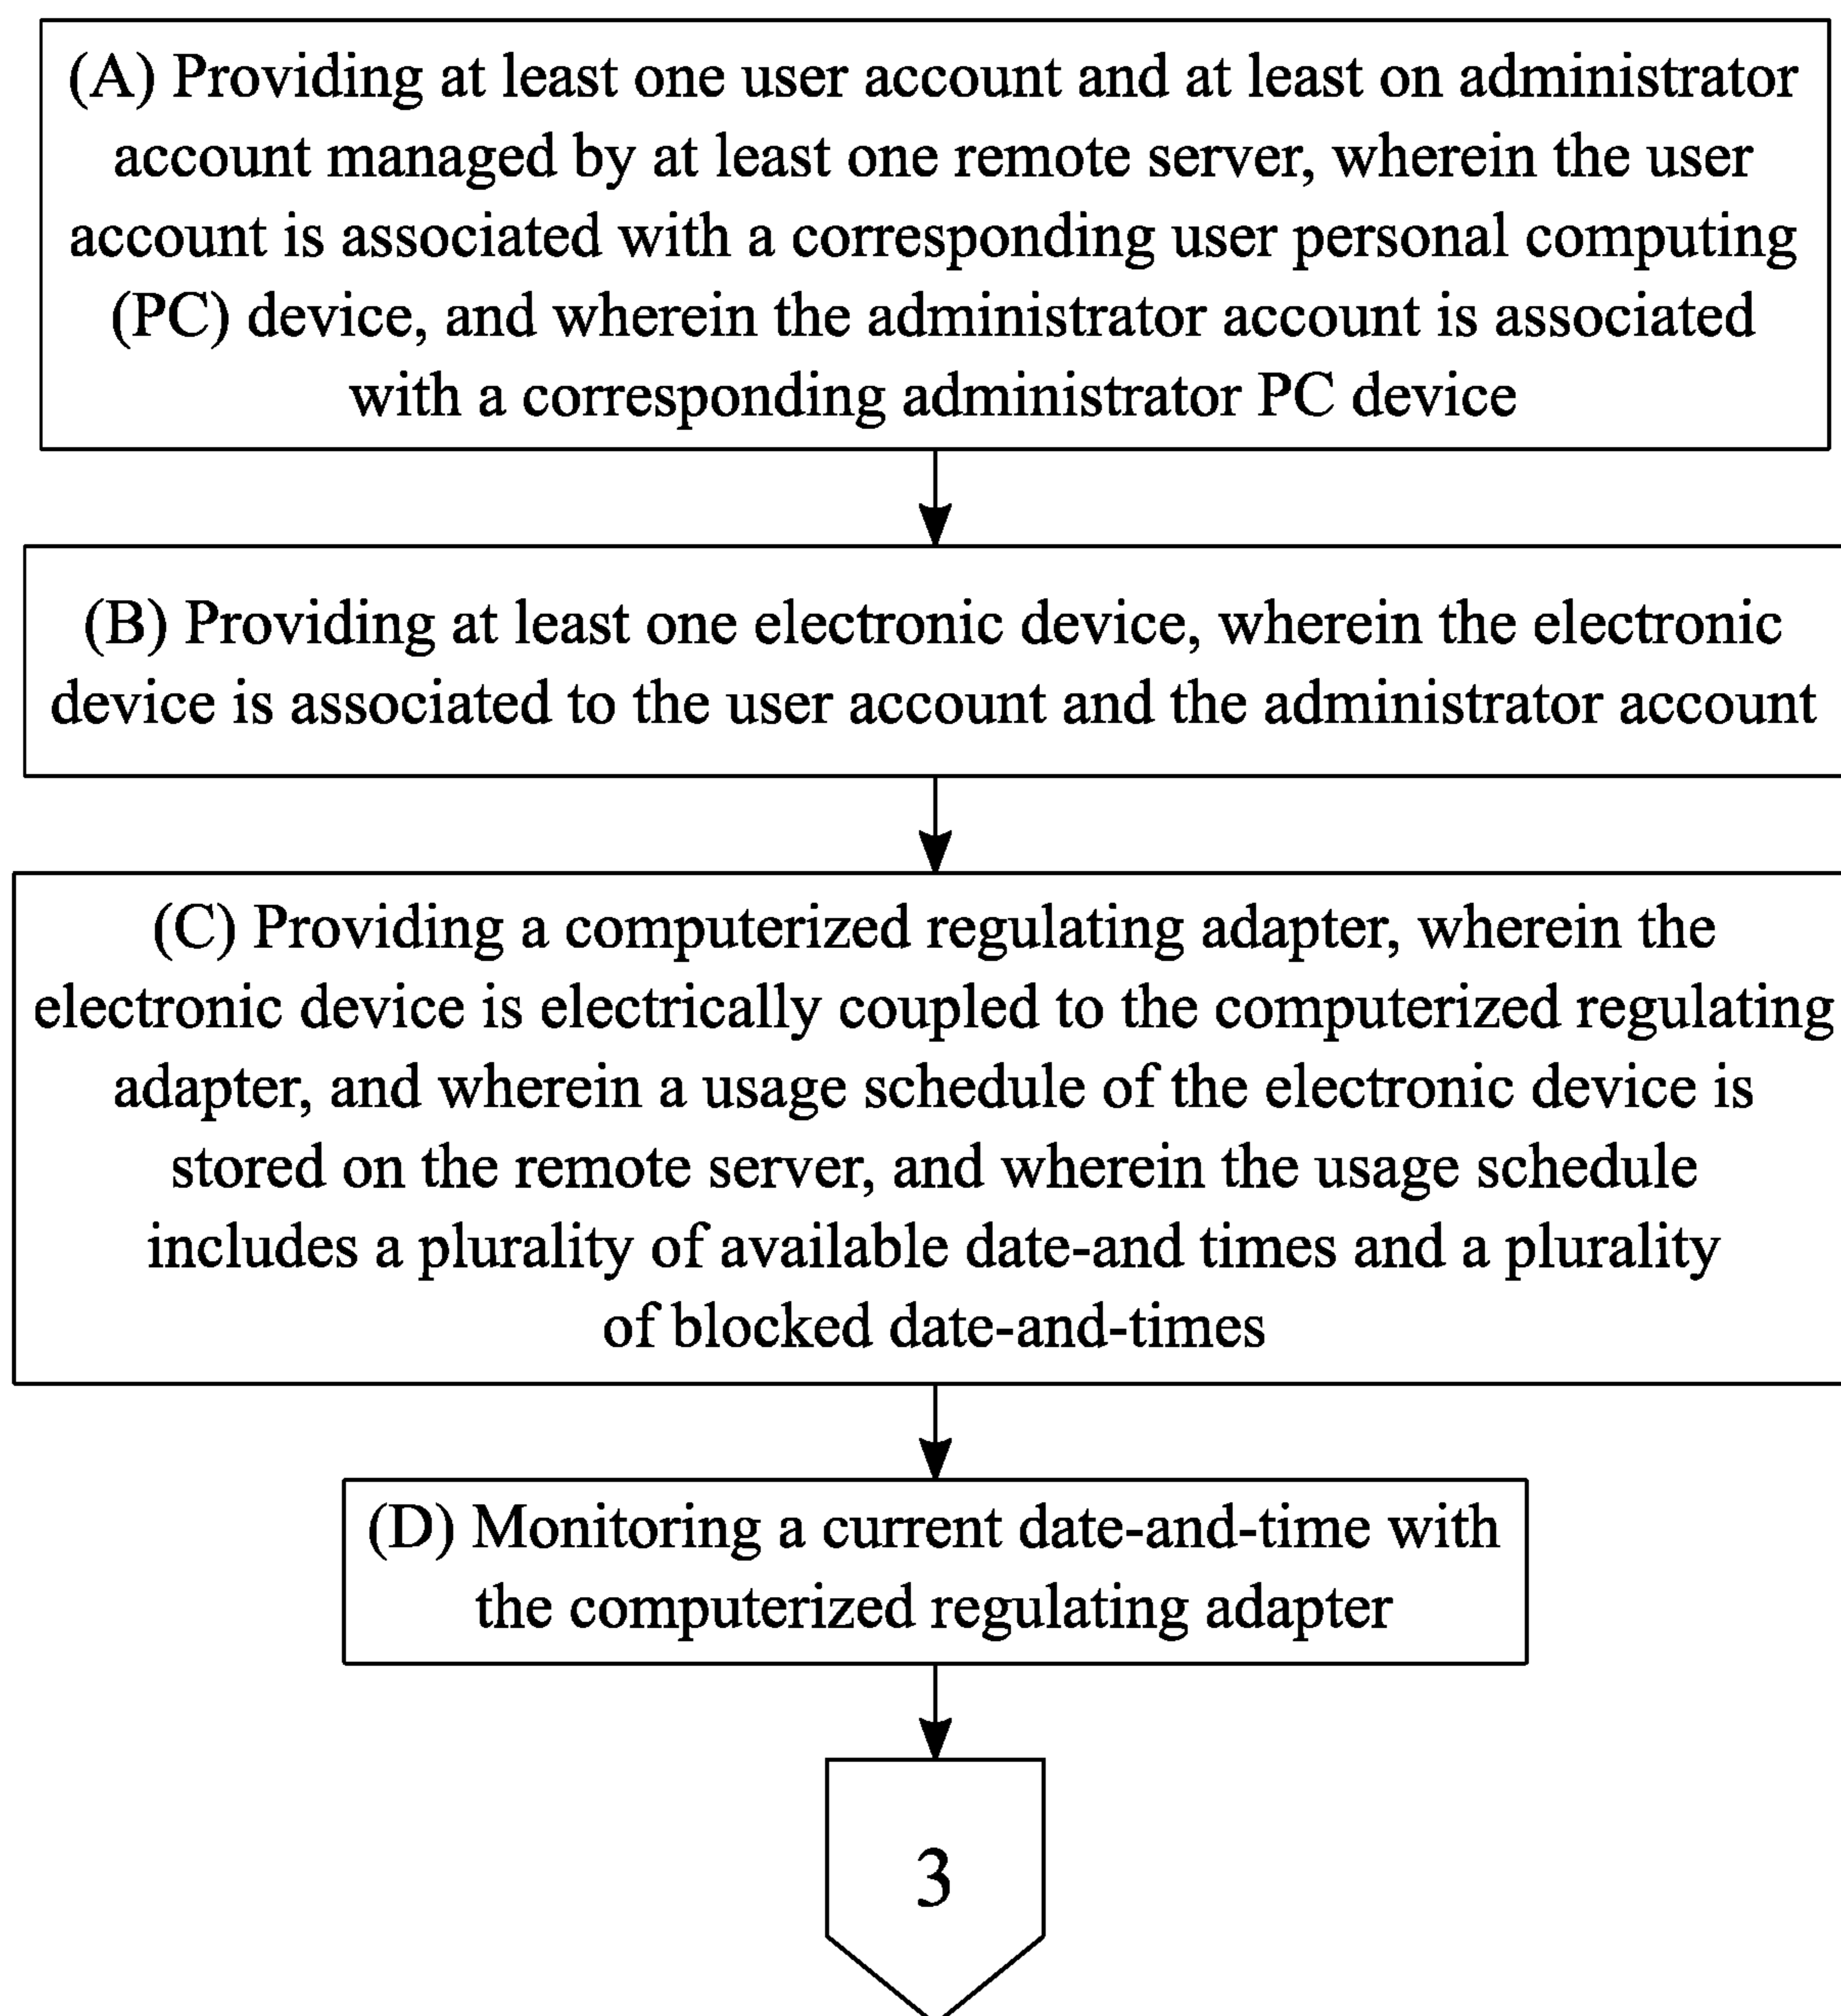 (A) Providing at least one user account and at least on administrator
account managed by at least one remote server, wherein the user
account is associated with a corresponding user personal computing
(PC) device, and wherein the administrator account is associated
with a corresponding administrator PC device
(B) Providing at least one electronic device, wherein the electronic
device is associated to the user account and the administrator account
(C) Providing a computerized regulating adapter, wherein the
electronic device is electrically coupled to the computerized regulating
adapter, and wherein a usage schedule of the electronic device is
stored on the remote server, and wherein the usage schedule
includes a plurality of available date-and times and a plurality
of blocked date-and-times
(D) Monitoring a current date-and-time with
the computerized regulating adapter
3